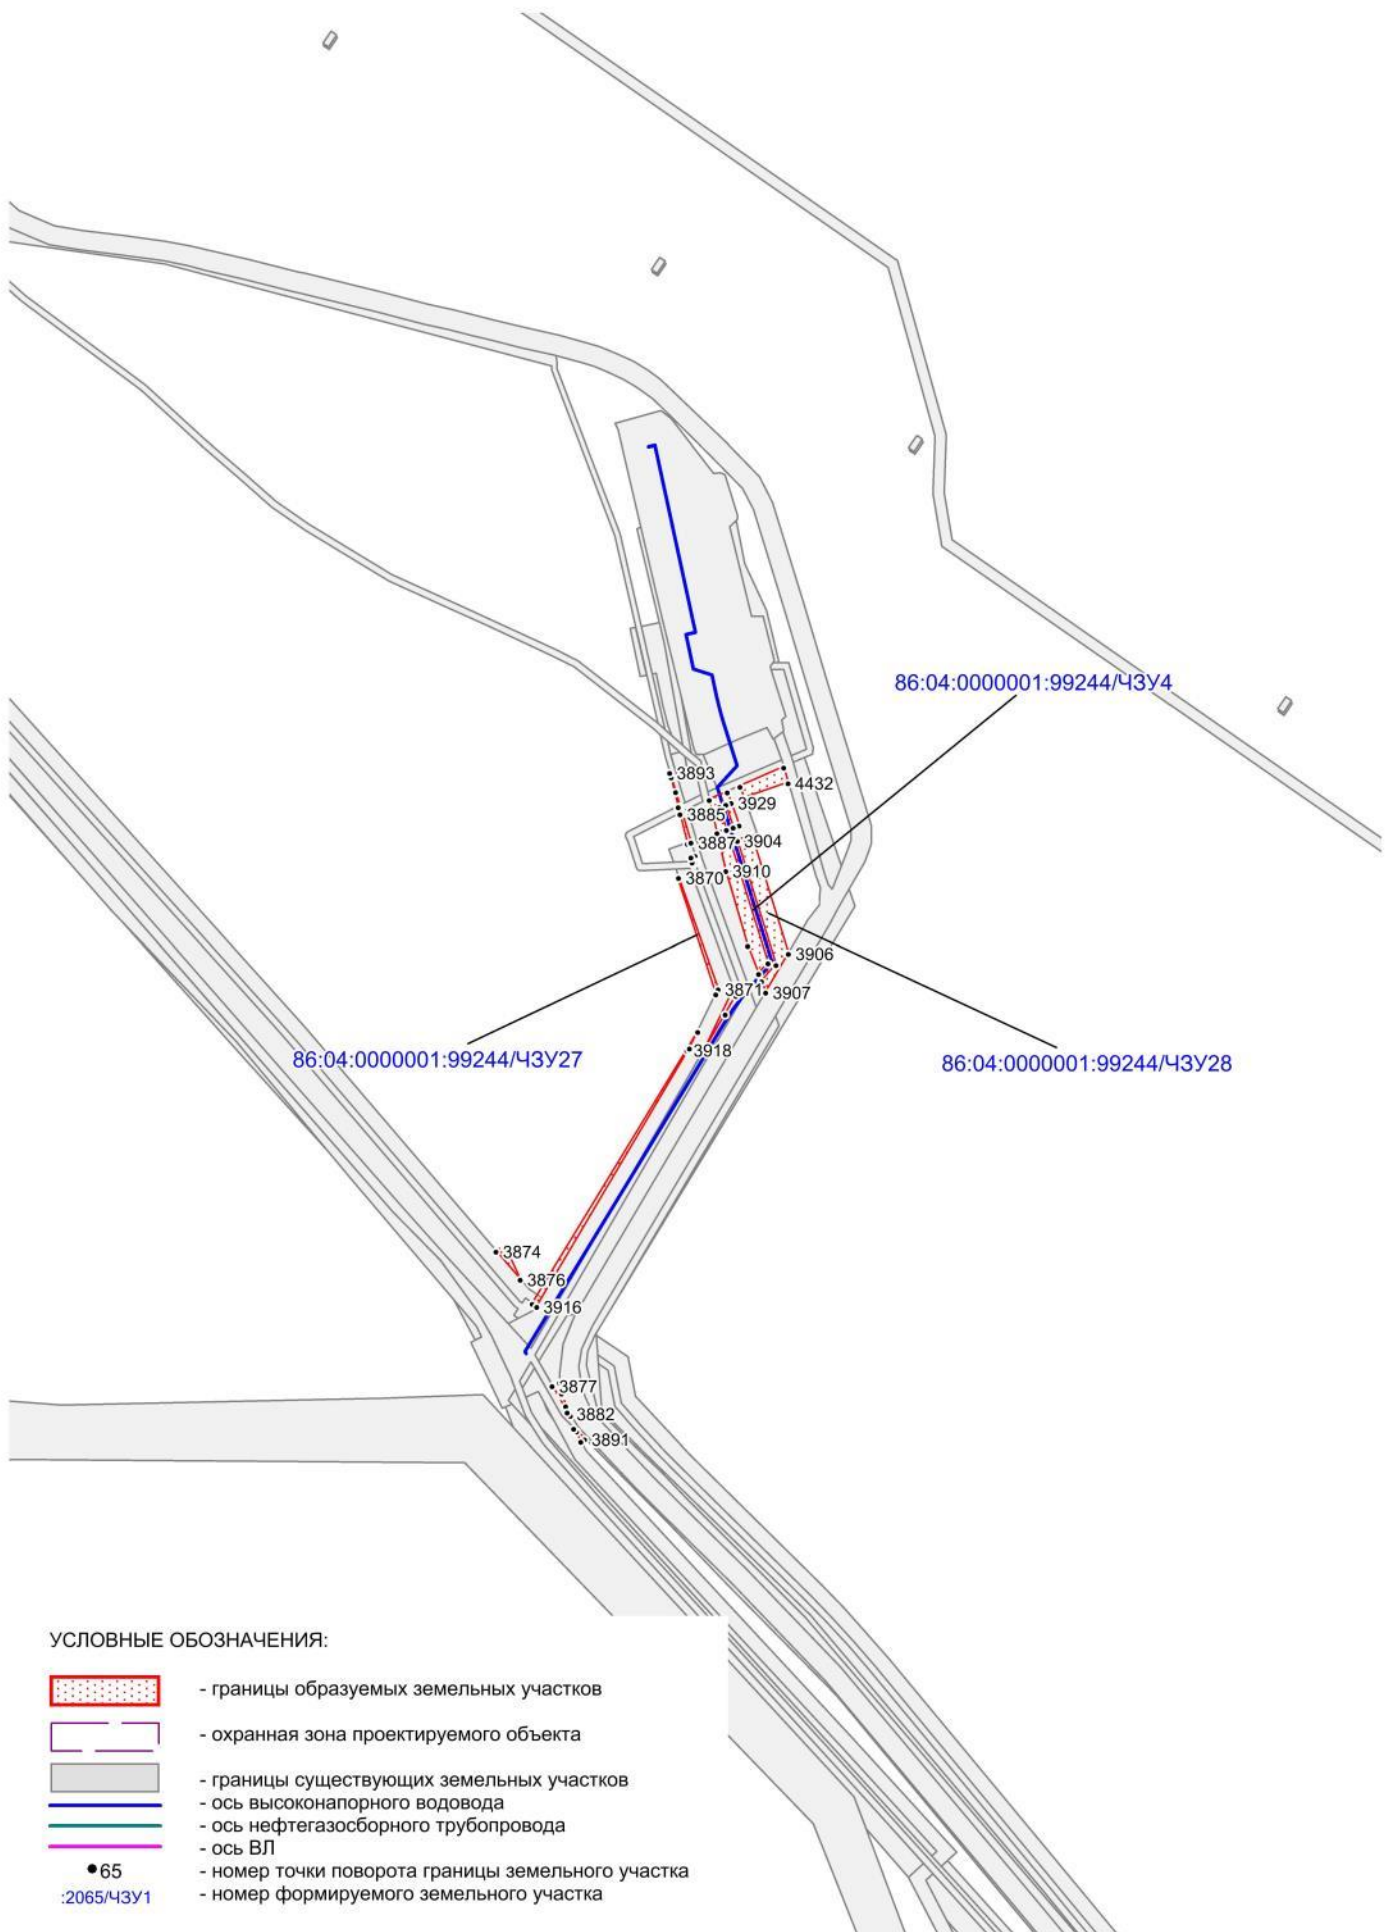 86:04:0000001:99244/ЧЗУ4
3893
4432
3929
3885
3904
3887
3910
3870
3906
3871
3907
3918
86:04:0000001:99244/ЧЗУ27
86:04:0000001:99244/ЧЗУ28
3874
3876
3916
3877
3882
3891
УСЛОВНЫЕ ОБОЗНАЧЕНИЯ:
- границы образуемых земельных участков
- охранная зона проектируемого объекта
- границы существующих земельных участков
- ось высоконапорного водовода
- ось нефтегазосборного трубопровода
- ось ВЛ
65 - номер точки поворота границы земельного участка
:2065/ЧЗУ1 - номер формируемого земельного участка